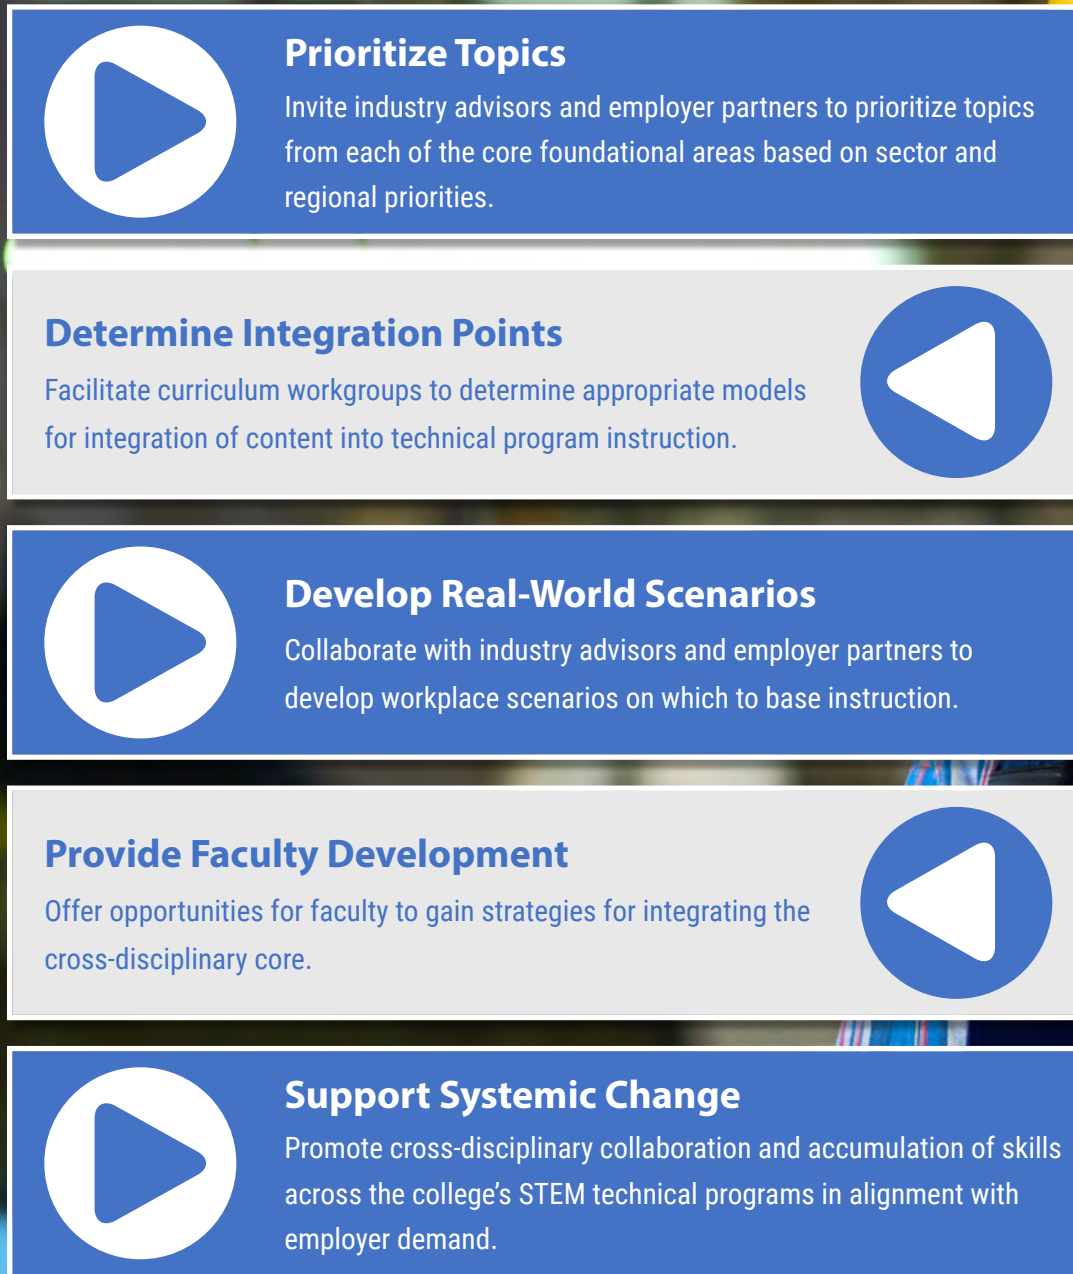 Prioritize Topics
Invite industry advisors and employer partners to prioritize topics
from each of the core foundational areas based on sector and
regional priorities.
Determine Integration Points
Facilitate curriculum workgroups to determine appropriate models
for integration of content into technical program instruction.
Develop Real-World Scenarios
Collaborate with industry advisors and employer partners to
develop workplace scenarios on which to base instruction.
Provide Faculty Development
Offer opportunities for faculty to gain strategies for integrating the
cross-disciplinary core.
Support Systemic Change
Promote cross-disciplinary collaboration and accumulation of skills
across the college’s STEM technical programs in alignment with
employer demand.